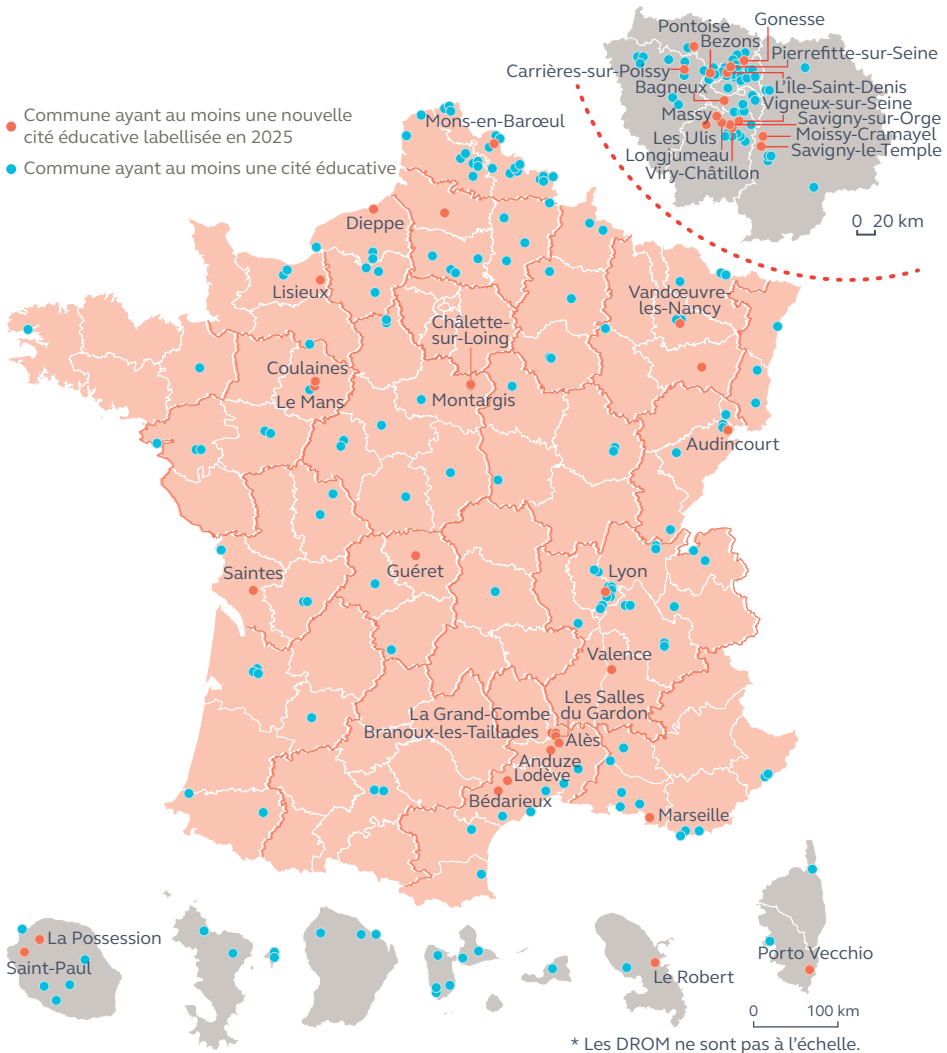 Gonesse
Pontoise
Bezons
Pierrefitte-sur-Seine
Carrières-sur-Poissy
L'Île-Saint-Denis
Bagneux
Vigneux-sur-Seine
Massy
Savigny-sur-Orge
Les Ulis
Moissy-Cramayel
Longjumeau
Savigny-le-Temple
Viry-Châtillon
0 20 km
Commune ayant au moins une nouvelle
cité éducative labellisée en 2025
Commune ayant au moins une cité éducative
Mons-en-Barœul
Dieppe
Lisieux
Vandœuvre-
les-Nancy
Châlette-
sur-Loing
Coulaines
Le Mans
Montargis
Audincourt
Saintes
Guéret
Lyon
Valence
Les Salles
du Gardon
La Grand-Combe
Branoux-les-Taillades
Alès
Anduze
Lodève
Bédarieux
Marseille
La Possession
Saint-Paul
Le Robert
Porto Vecchio
0 100 km
* Les DROM ne sont pas à l'échelle.